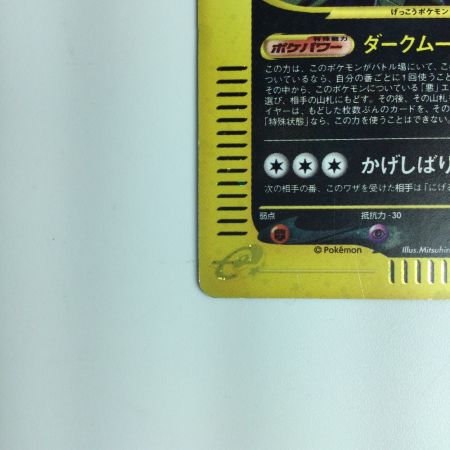 げっこうポケモン
特殊能力
ポケパワー ダークムー
この力は、このポケモンがバトル場にいて、こ
ついているなら、自分の番ごとに1回使うこと
その中から、このポケモンについている「悪」エ
選び、相手の山札にもどす。その後、その山札
イヤーは、もどした枚数ぶんのカードを、その
「特殊状態」なら、この力を使うことはできない。
かげしばり
次の相手の番、このワザを受けた相手は「にげ
弱点 抵抗力 -30
© Pokémon Illus. Mitsuhir